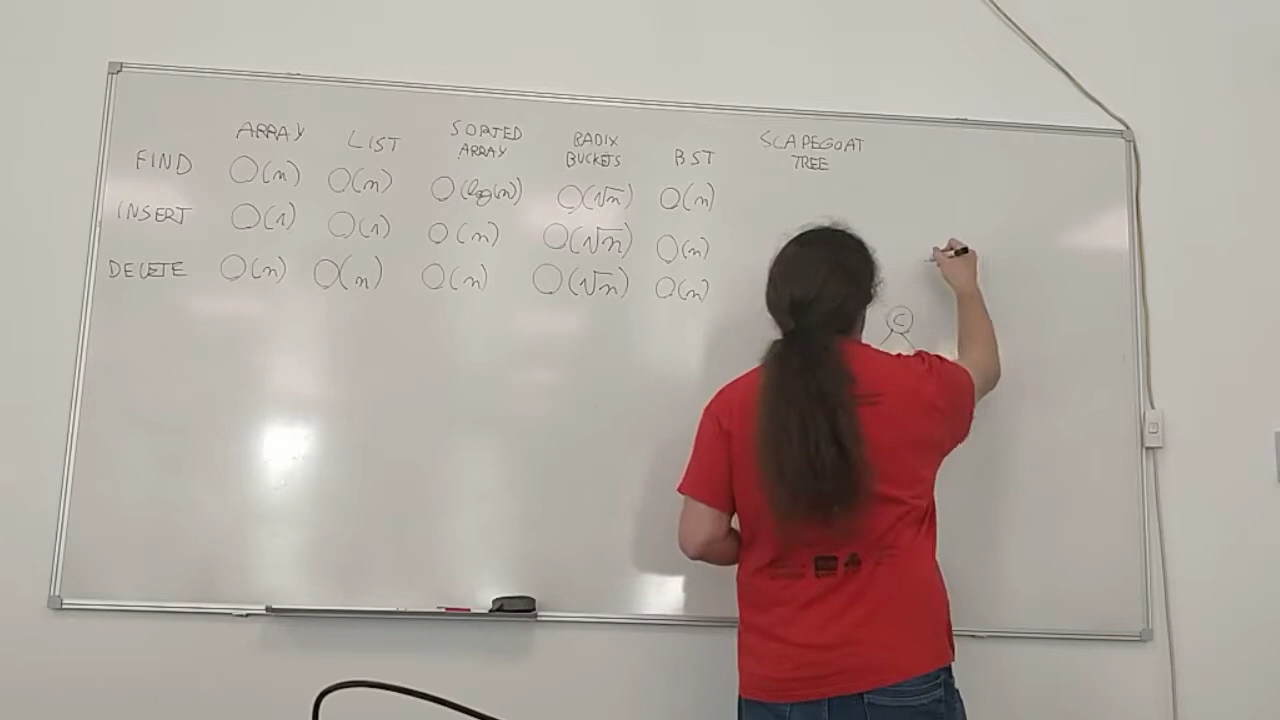 ARRAY LIST SORTED ARRAY RADIX BUCKETS BST SCAPEGOAT TREE
FIND O(n) O(n) O(log(n)) O(√n) O(n)
INSERT O(1) O(1) O(n) O(√n) O(n)
DELETE O(n) O(n) O(n) O(√n) O(n)
C